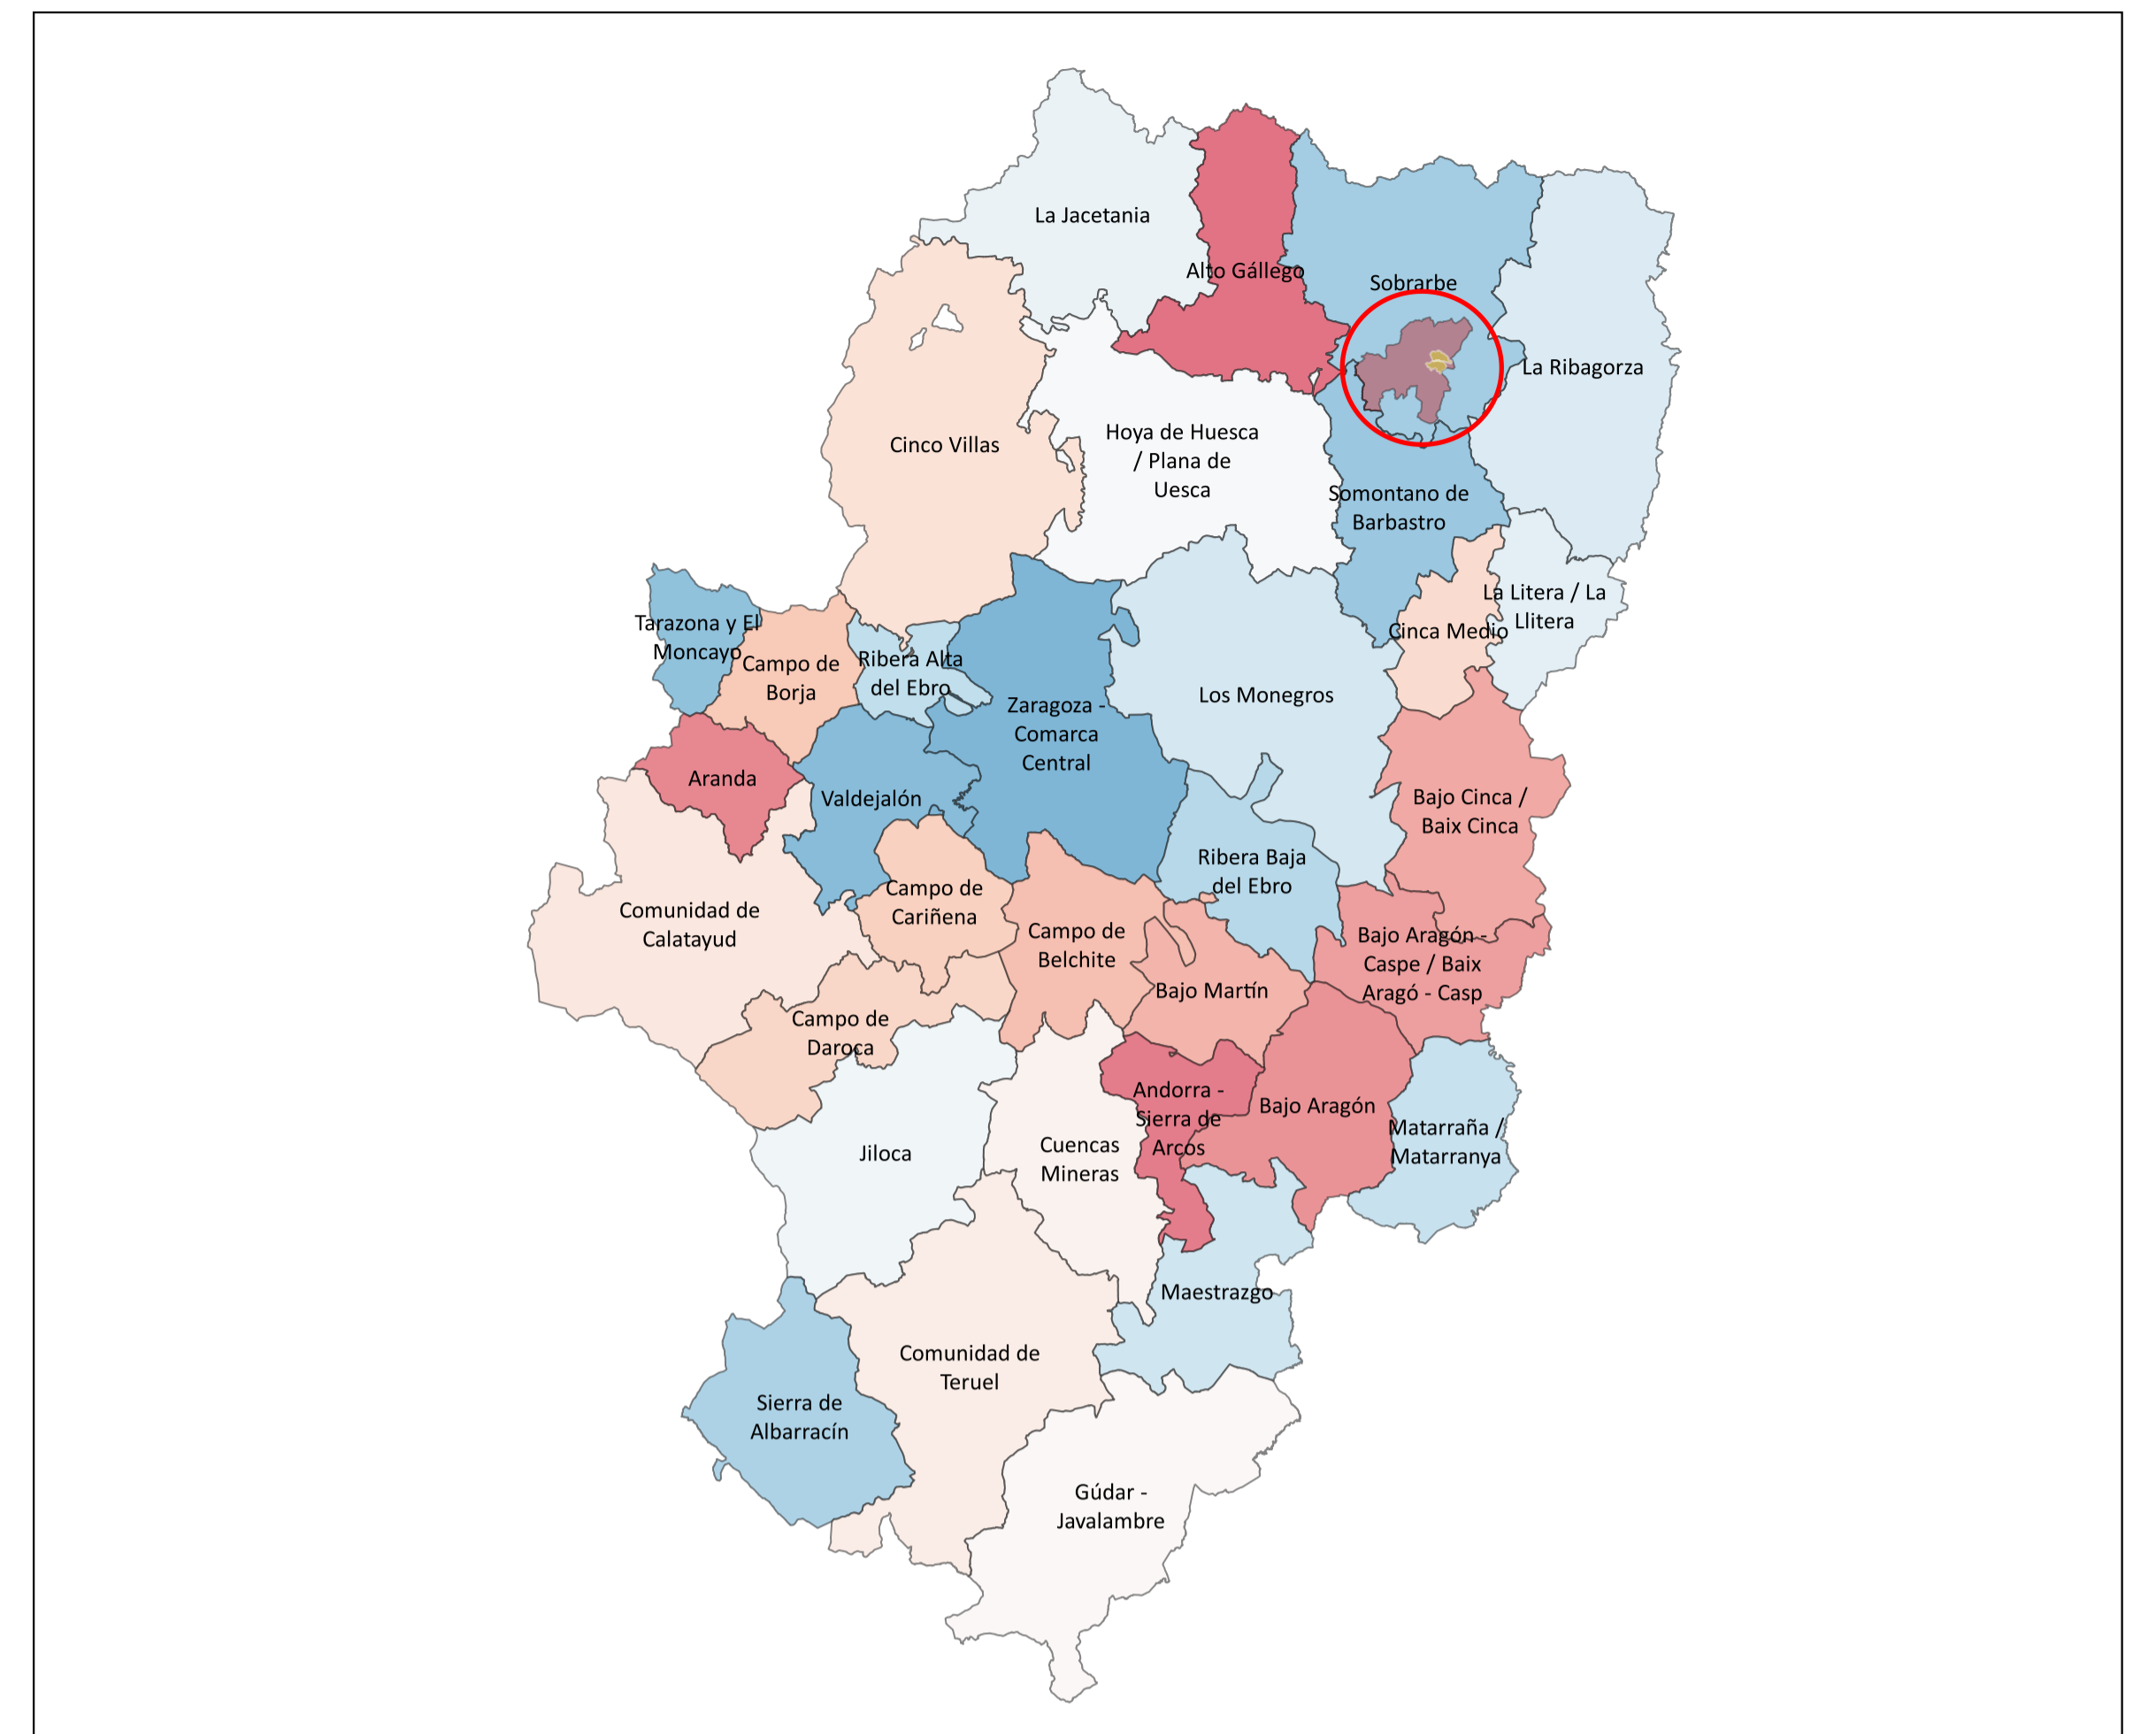 La Jacetania
Alto Gállego
Sobrarbe
La Ribagorza
Cinco Villas
Hoya de Huesca
/ Plana de
Uesca
Somontano de
Barbastro
La Litera / La
Llitera
Cinca Medio
Tarazona y El
Moncayo
Campo de
Borja
Ribera Alta
del Ebro
Zaragoza -
Comarca
Central
Los Monegros
Aranda
Valdejalón
Bajo Cinca /
Baix Cinca
Ribera Baja
del Ebro
Campo de
Cariñena
Comunidad de
Calatayud
Campo de
Belchite
Bajo Aragón -
Caspe / Baix
Aragó - Casp
Bajo Martín
Campo de
Daroca
Andorra -
Sierra de
Arcos
Bajo Aragón
Matarraña /
Matarranya
Jiloca
Cuencas
Mineras
Maestrazgo
Comunidad de
Teruel
Sierra de
Albarracín
Gúdar -
Javalambre